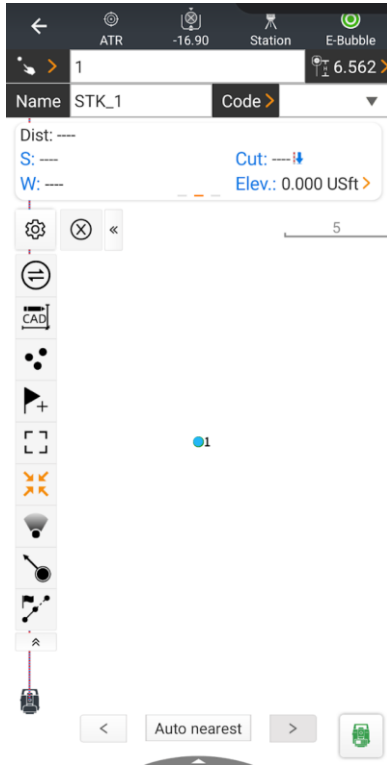 ATR -16.90 Station E-Bubble
1 6.562 >
Name STK_1 Code >
Dist: ----
S: ---- Cut: ----
W: ---- Elev.: 0.000 USft >
«
5
CAD
1
< Auto nearest >